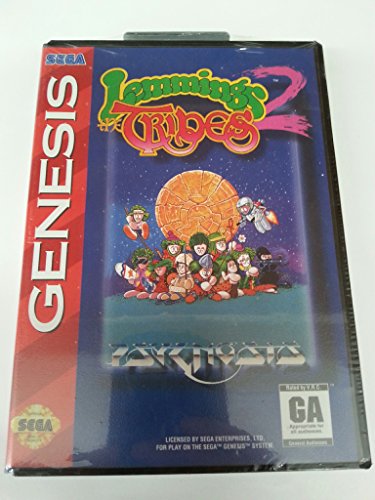 SEGA
GENESIS
Lemmings 2
the TRIBES
PSYGNOSIS
Rated by V.R.C.
GA
Appropriate for
all audiences.
General Audiences
LICENSED BY SEGA ENTERPRISES, LTD.
FOR PLAY ON THE SEGA™ GENESIS™ SYSTEM.
SEGA